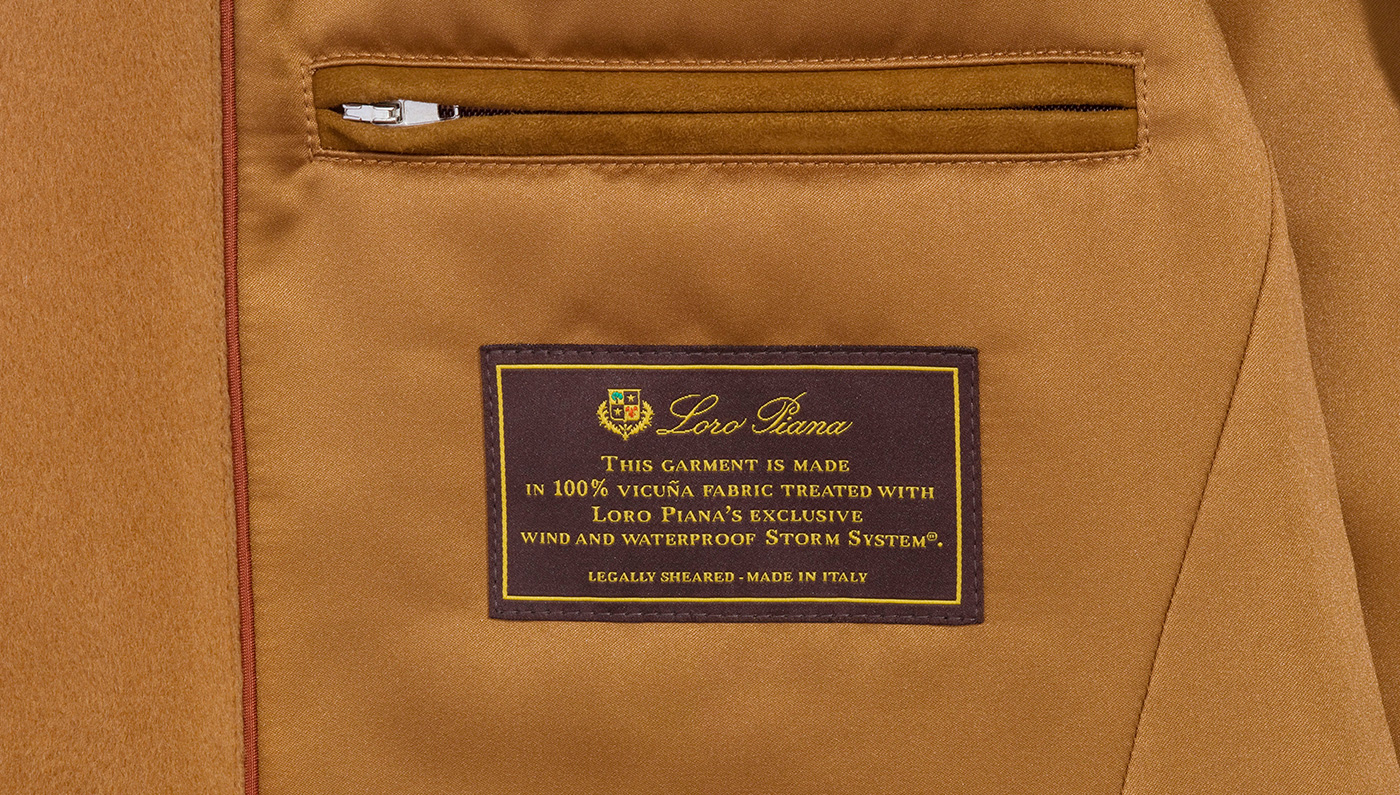 Loro Piana
THIS GARMENT IS MADE
IN 100% VICUÑA FABRIC TREATED WITH
LORO PIANA'S EXCLUSIVE
WIND AND WATERPROOF STORM SYSTEM®.
LEGALLY SHEARED - MADE IN ITALY